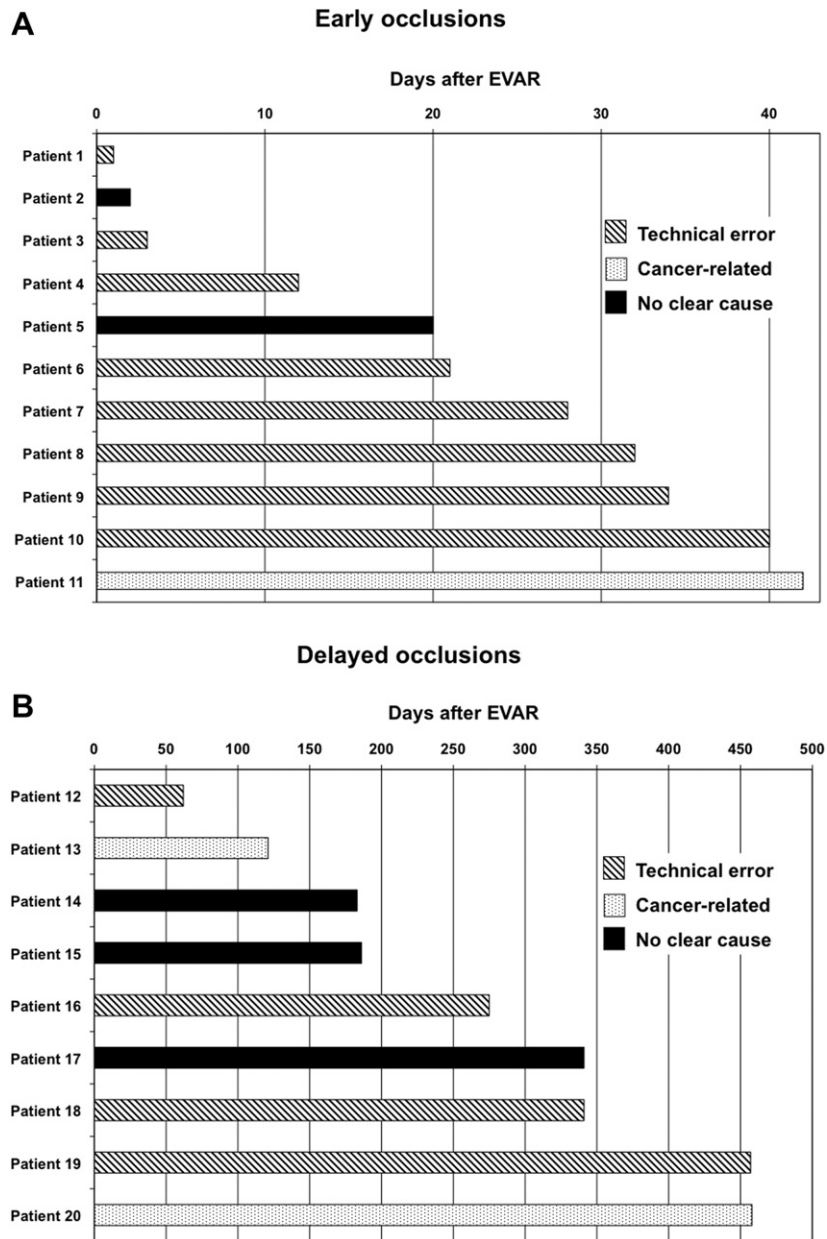 A
Early occlusions
Days after EVAR
0 10 20 30 40
Patient 1
Patient 2
Patient 3
Patient 4
Patient 5
Patient 6
Patient 7
Patient 8
Patient 9
Patient 10
Patient 11
Technical error
Cancer-related
No clear cause
Delayed occlusions
B
Days after EVAR
0 50 100 150 200 250 300 350 400 450 500
Patient 12
Patient 13
Patient 14
Patient 15
Patient 16
Patient 17
Patient 18
Patient 19
Patient 20
Technical error
Cancer-related
No clear cause